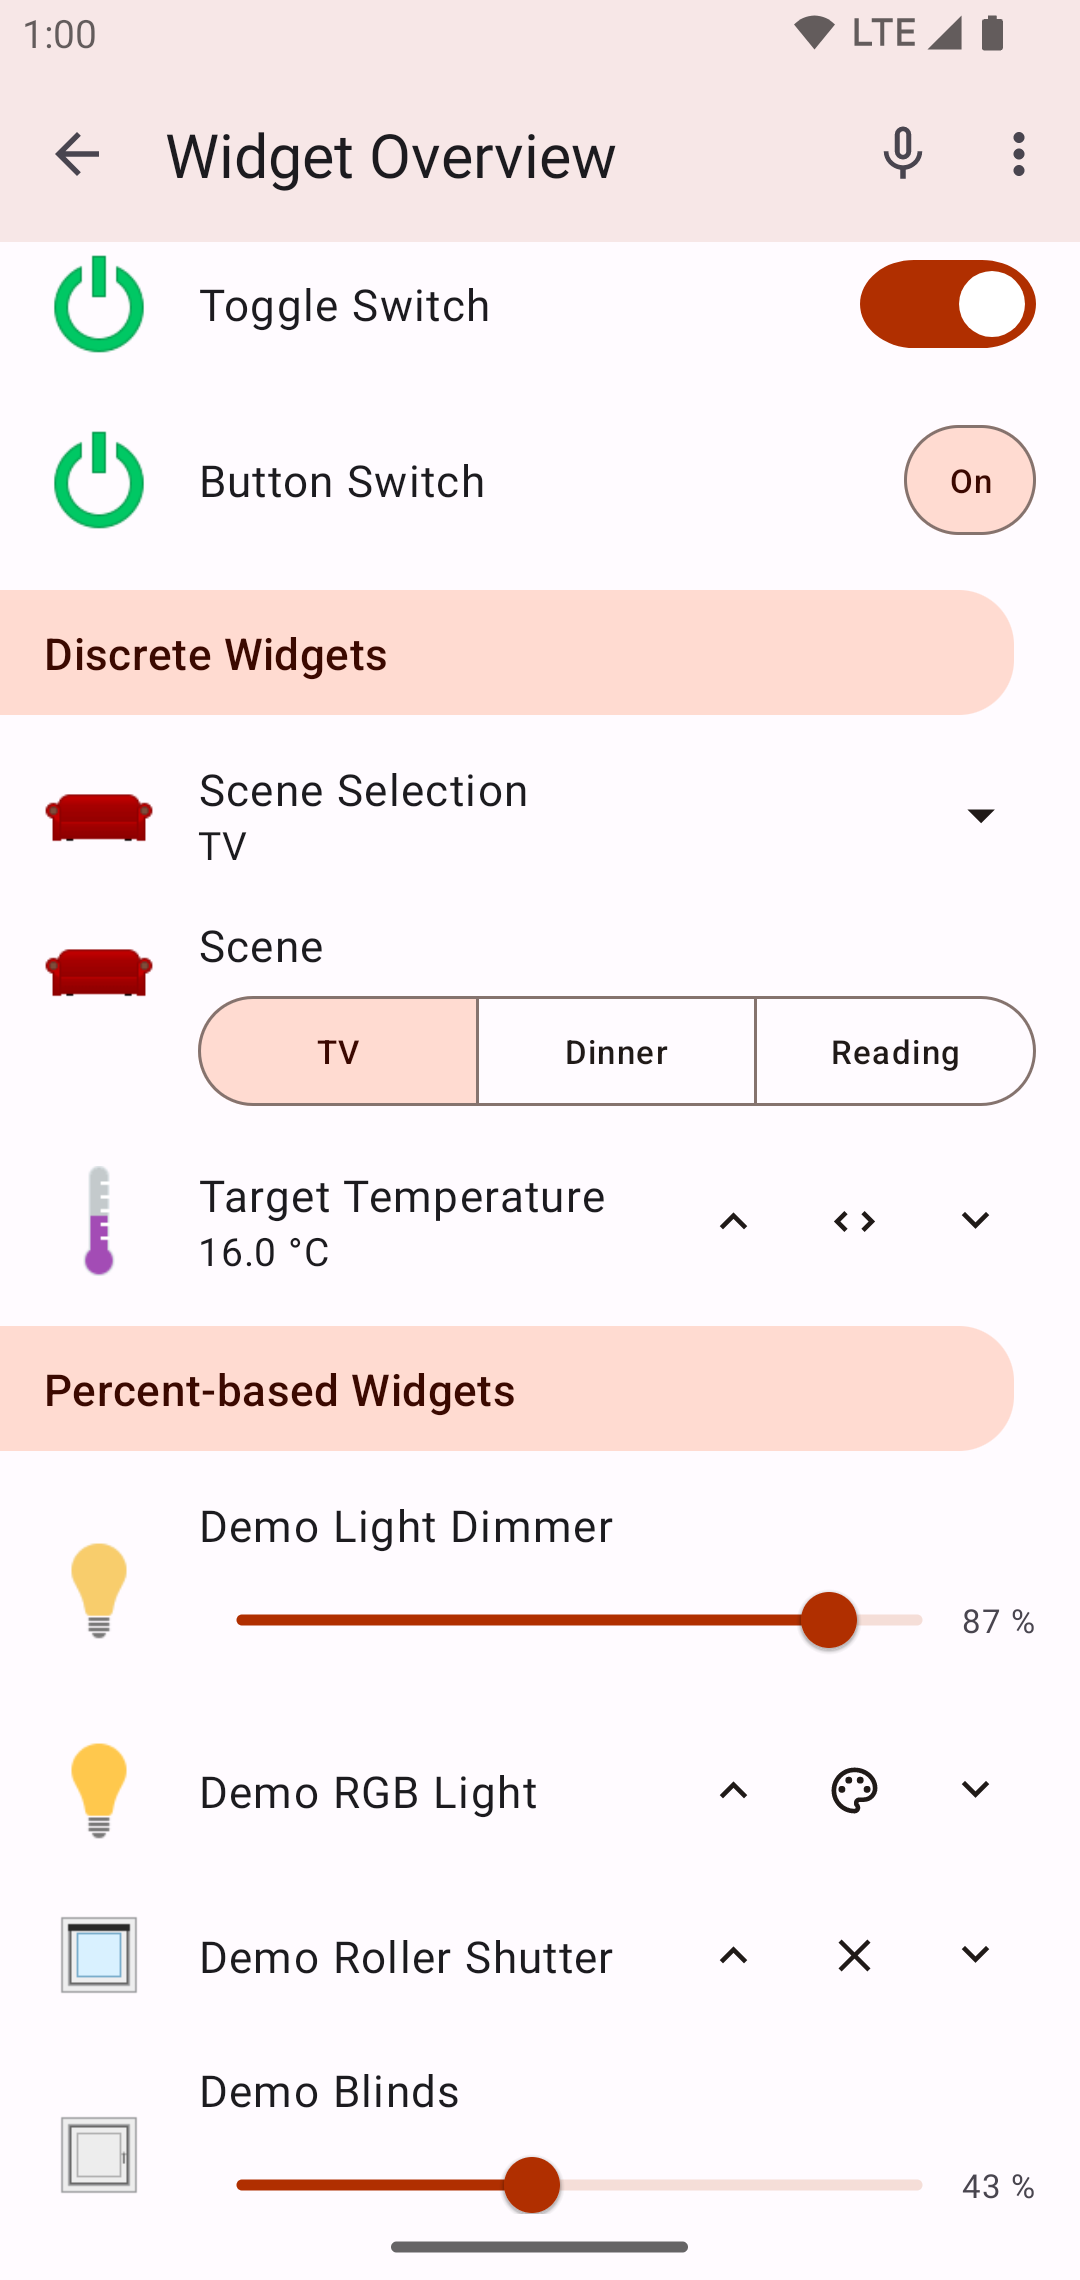 1:00 LTE
Widget Overview
Toggle Switch
Button Switch On
Discrete Widgets
Scene Selection
TV
Scene
TV Dinner Reading
Target Temperature
16.0 °C
Percent-based Widgets
Demo Light Dimmer
87 %
Demo RGB Light
Demo Roller Shutter
Demo Blinds
43 %